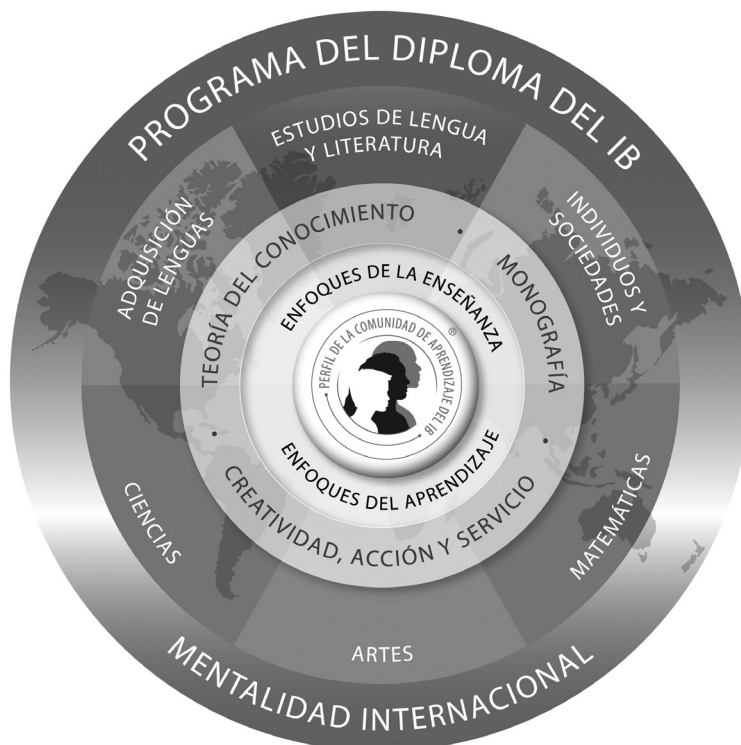 PROGRAMA DEL DIPLOMA DEL IB
ESTUDIOS DE LENGUA
Y LITERATURA
ADQUISICIÓN
DE LENGUAS
INDIVIDUOS Y
SOCIEDADES
TEORÍA DEL CONOCIMIENTO
•
MONOGRAFÍA
•
CREATIVIDAD, ACCIÓN Y SERVICIO
•
ENFOQUES DE LA ENSEÑANZA
• PERFIL DE LA COMUNIDAD DE APRENDIZAJE DEL IB •
®
ENFOQUES DEL APRENDIZAJE
CIENCIAS
MATEMÁTICAS
ARTES
MENTALIDAD INTERNACIONAL